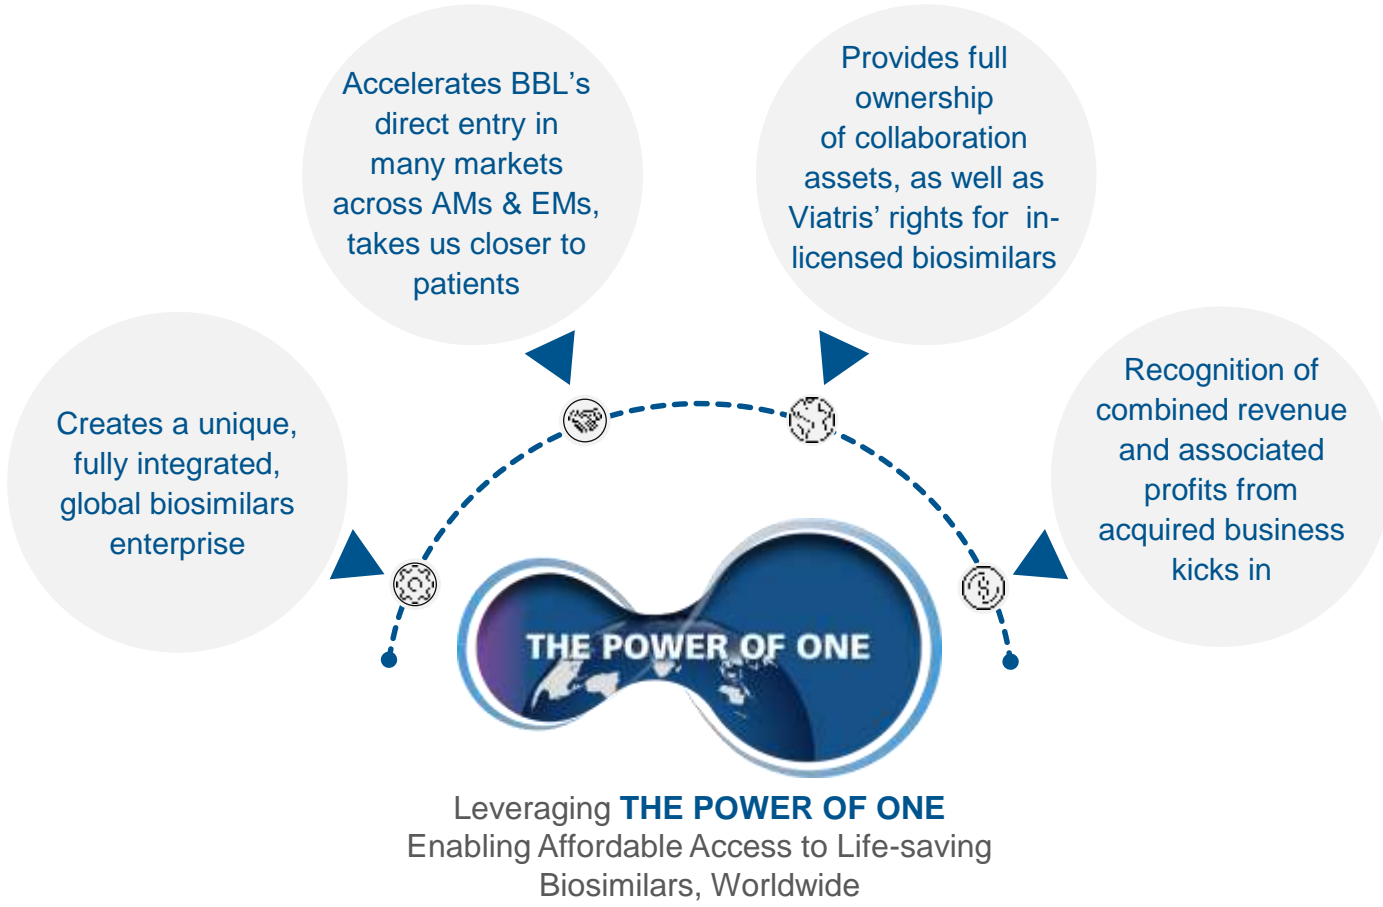 Creates a unique,
fully integrated,
global biosimilars
enterprise
Accelerates BBL’s
direct entry in
many markets
across AMs & EMs,
takes us closer to
patients
Provides full
ownership
of collaboration
assets, as well as
Viatris’ rights for in-
licensed biosimilars
Recognition of
combined revenue
and associated
profits from
acquired business
kicks in
$
THE POWER OF ONE
Leveraging THE POWER OF ONE
Enabling Affordable Access to Life-saving
Biosimilars, Worldwide